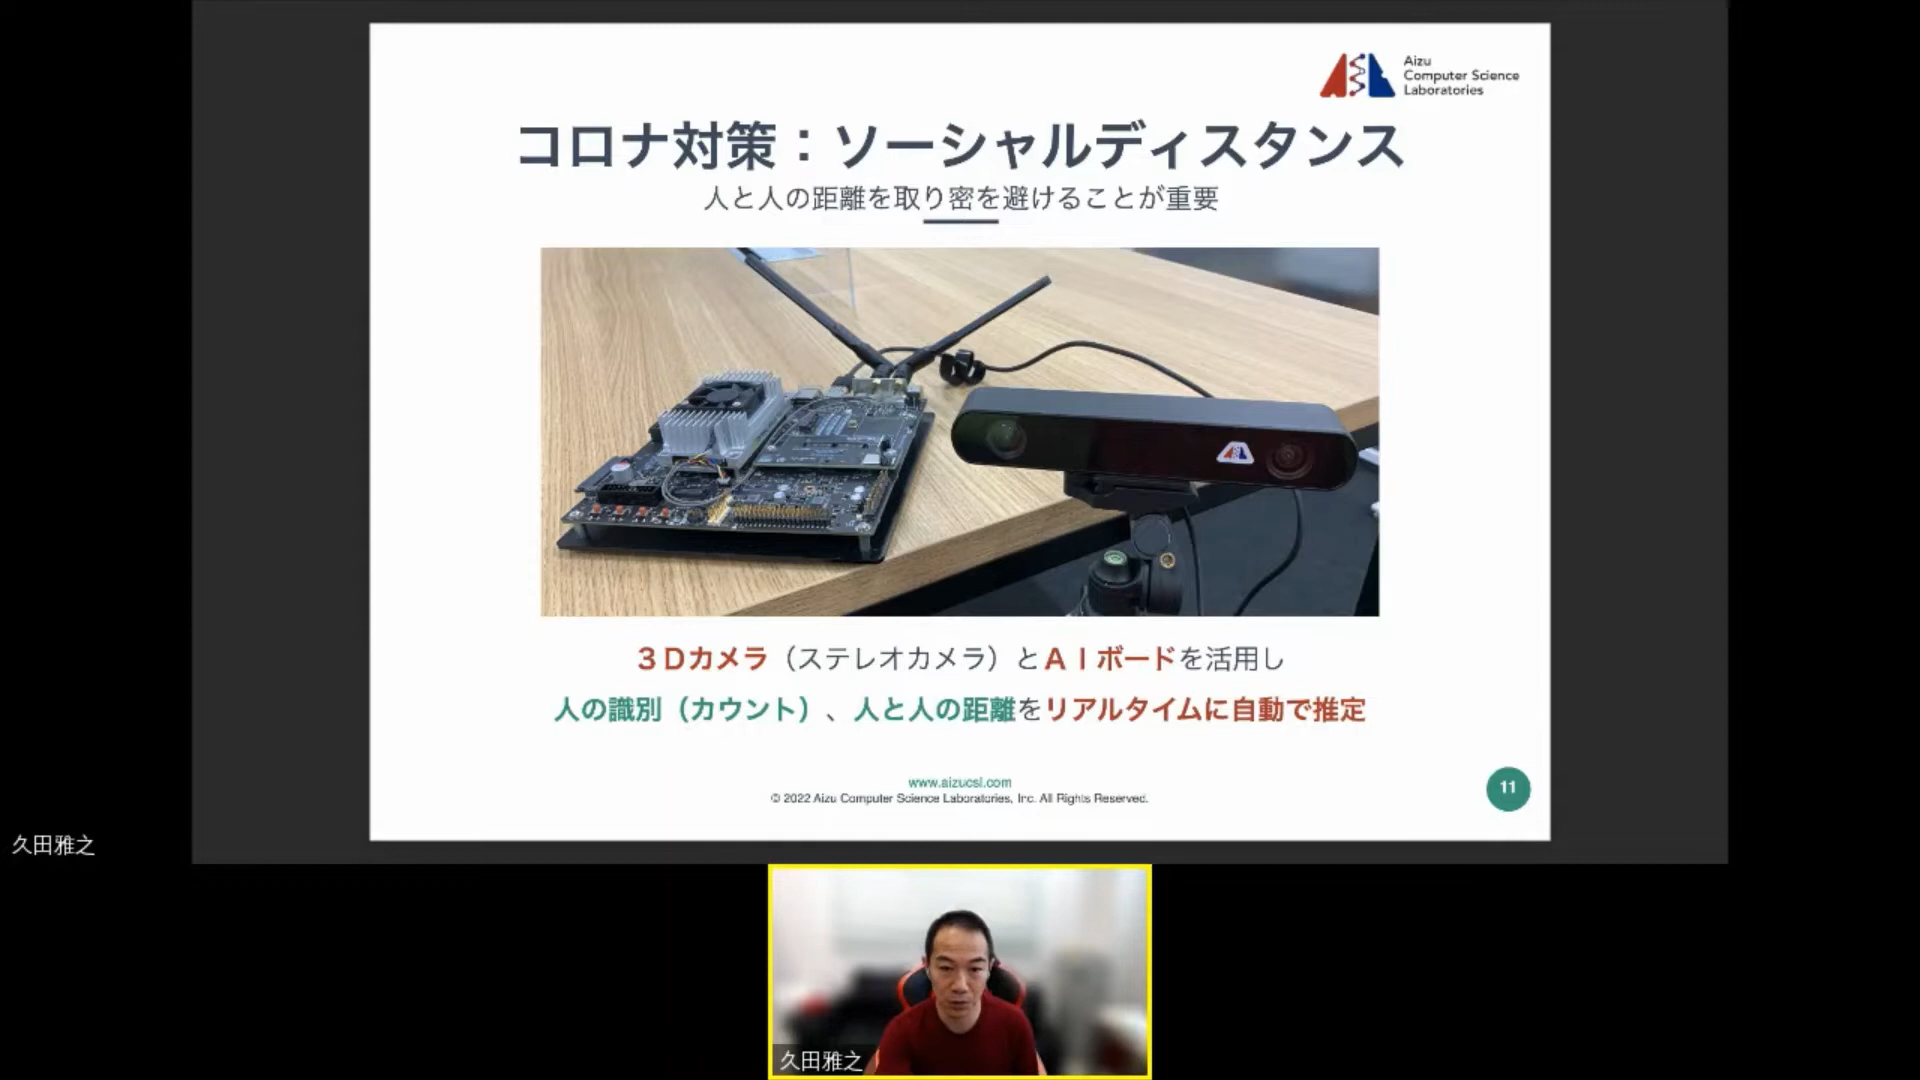 Aizu
Computer Science
Laboratories
コロナ対策：ソーシャルディスタンス
人と人の距離を取り密を避けることが重要
３Ｄカメラ（ステレオカメラ）とＡＩボードを活用し
人の識別（カウント）、人と人の距離をリアルタイムに自動で推定
www.aizucsl.com
© 2022 Aizu Computer Science Laboratories, Inc. All Rights Reserved.
11
久田雅之
久田雅之